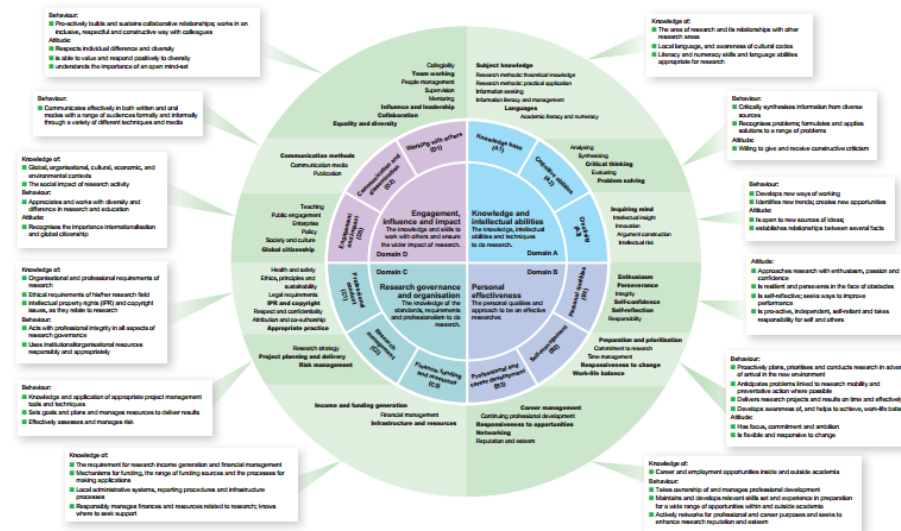 Behaviour:
Pro-actively builds and sustains collaborative relationships; works in an
inclusive, respectful and constructive way with colleagues
Attitude:
Respects individual difference and diversity
is able to value and respond positively to diversity
understands the importance of an open mind-set
Behaviour:
Communicates effectively in both written and oral
modes with a range of audiences formally and informally
through a variety of different techniques and media
Knowledge of:
Global, organisational, cultural, economic, and
environmental contexts
The social impact of research activity
Behaviour:
Appreciates and works with diversity and
difference in research and education
Attitude:
Recognises the importance internationalisation
and global citizenship
Knowledge of:
Organisational and professional requirements of
research
Ethical requirements of his/her research field
intellectual property rights (IPR) and copyright
issues, as they relate to research
Behaviour:
Acts with professional integrity in all aspects of
research governance
Uses institutional/organisational resources
responsibly and appropriately
Behaviour:
Knowledge and application of appropriate project management
tools and techniques
Sets goals and plans and manages resources to deliver results
Effectively assesses and manages risk
Knowledge of:
The requirement for research income generation and financial management
Mechanisms for funding, the range of funding sources and the processes for
making applications
Local administrative systems, reporting procedures and infrastructure
processes
Responsibly manages finances and resources related to research; knows
where to seek support
Collegiality
Team working
People management
Supervision
Mentoring
Influence and leadership
Collaboration
Equality and diversity
Communication methods
Communication media
Publication
Teaching
Public engagement
Enterprise
Policy
Society and culture
Global citizenship
Health and safety
Ethics, principles and
sustainability
Legal requirements
IPR and copyright
Respect and confidentiality
Attribution and co-authorship
Appropriate practice
Research strategy
Project planning and delivery
Risk management
Income and funding generation
Financial management
Infrastructure and resources
Working with others
(D1)
Communication and
dissemination
(D2)
Engagement
and impact
(D3)
Engagement,
influence and impact
The knowledge and skills to
work with others and ensure
the wider impact of research.
Domain D
Domain C
Research governance
and organisation
The knowledge of the
standards, requirements
and professionalism to do
research.
Professional
conduct
(C1)
Research
management
(C2)
Finance, funding
and resources
(C3)
Knowledge base
(A1)
Cognitive abilities
(A2)
Creativity
(A3)
Knowledge and
intellectual abilities
The knowledge, intellectual
abilities and techniques
to do research.
Domain A
Domain B
Personal
effectiveness
The personal qualities and
approach to be an effective
researcher.
Personal qualities
(B1)
Self-management
(B2)
Professional and
career development
(B3)
Subject knowledge
Research methods: theoretical knowledge
Research methods: practical application
Information seeking
Information literacy and management
Languages
Academic literacy and numeracy
Analysing
Synthesising
Critical thinking
Evaluating
Problem solving
Inquiring mind
Intellectual insight
Innovation
Argument construction
Intellectual risk
Enthusiasm
Perseverance
Integrity
Self-confidence
Self-reflection
Responsibility
Preparation and prioritisation
Commitment to research
Time management
Responsiveness to change
Work-life balance
Career management
Continuing professional development
Responsiveness to opportunities
Networking
Reputation and esteem
Knowledge of:
The area of research and its relationships with other
research areas
Local language, and awareness of cultural codes
Literacy and numeracy skills and language abilities
appropriate for research
Behaviour:
Critically synthesises information from diverse
sources
Recognises problems; formulates and applies
solutions to a range of problems
Attitude:
Willing to give and receive constructive criticism
Behaviour:
Develops new ways of working
Identifies new trends; creates new opportunities
Attitude:
Is open to new sources of ideas;
establishes relationships between several facts
Attitude:
Approaches research with enthusiasm, passion and
confidence
Is resilient and perseveres in the face of obstacles
Is self-reflective; seeks ways to improve
performance
Is pro-active, independent, self-reliant and takes
responsibility for self and others
Behaviour:
Proactively plans, prioritises and conducts research in advan
of arrival in the new environment
Anticipates problems linked to research mobility and
preventative action where possible
Delivers research projects and results on time and effectively
Develops awareness of, and helps to achieve, work-life balan
Attitude:
Has focus, commitment and ambition
Is flexible and responsive to change
Knowledge of:
Career and employment opportunities inside and outside academia
Behaviour:
Takes ownership of and manages professional development
Maintains and develops relevant skill set and experience in preparation
for a wide range of opportunities within and outside academia
Actively networks for professional and career purposes and seeks to
enhance research reputation and esteem